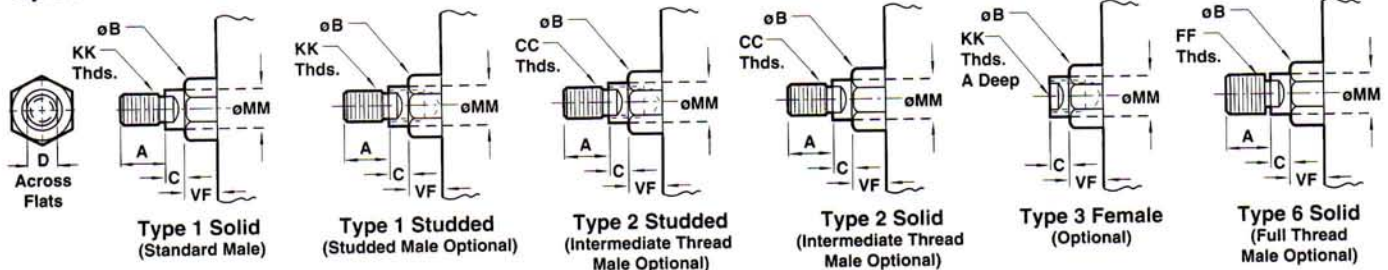 D
Across
Flats
øB
KK
Thds.
øMM
A
C
VF
Type 1 Solid
(Standard Male)
øB
KK
Thds.
øMM
A
C
VF
Type 1 Studded
(Studded Male Optional)
øB
CC
Thds.
øMM
A
C
VF
Type 2 Studded
(Intermediate Thread
Male Optional)
øB
CC
Thds.
øMM
A
C
VF
Type 2 Solid
(Intermediate Thread
Male Optional)
øB
KK
Thds.
A Deep
øMM
C
VF
Type 3 Female
(Optional)
øB
FF
Thds.
øMM
A
C
VF
Type 6 Solid
(Full Thread
Male Optional)